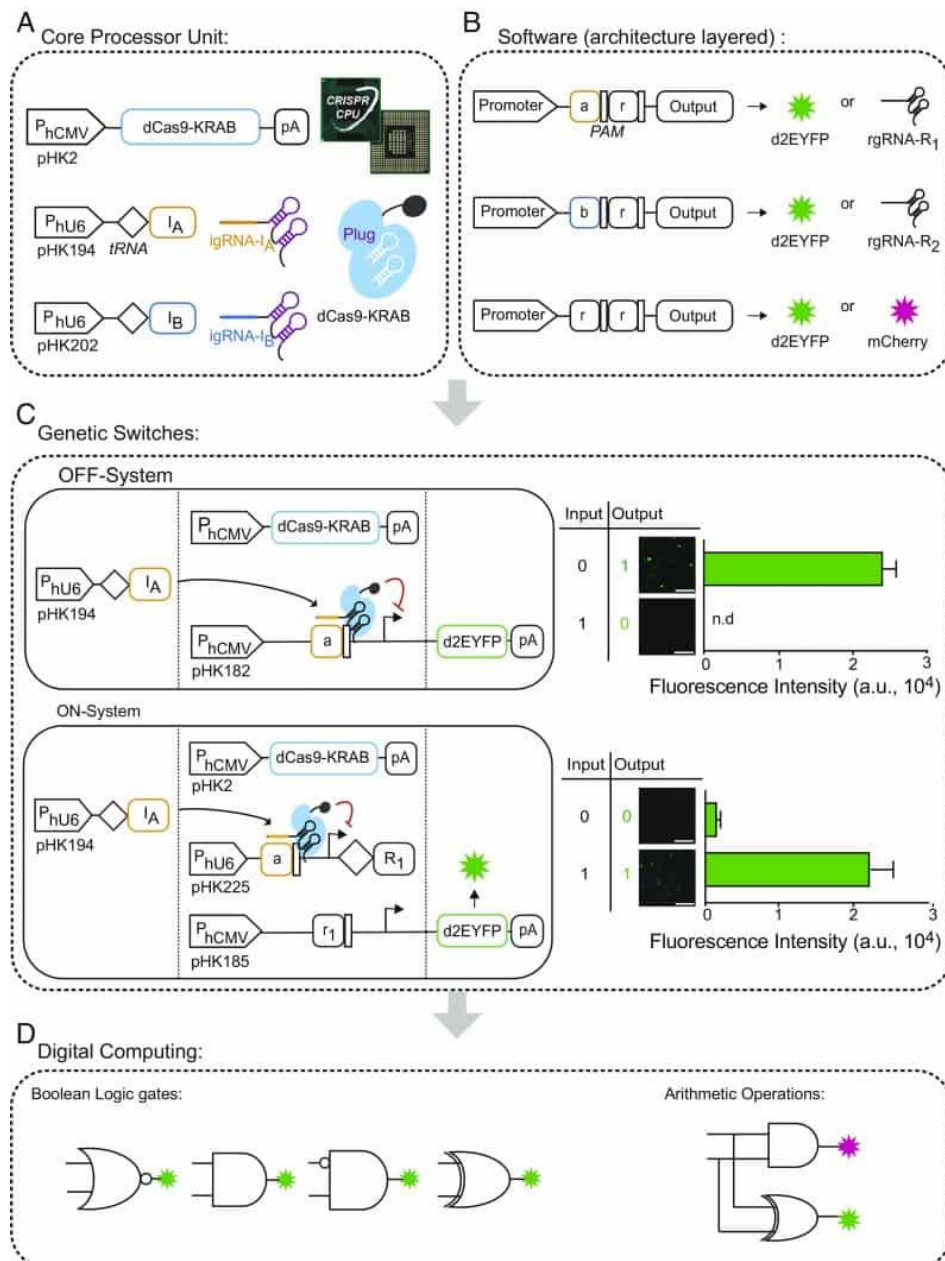 A
Core Processor Unit:
PhCMV
dCas9-KRAB
pA
pHK2
CRISPR
CPU
PhU6
IA
pHK194
tRNA
igRNA-IA
Plug
dCas9-KRAB
PhU6
IB
pHK202
igRNA-IB
B
Software (architecture layered) :
Promoter
a
r
Output
PAM
d2EYFP
or
rgRNA-R1
Promoter
b
r
Output
d2EYFP
or
rgRNA-R2
Promoter
r
r
Output
d2EYFP
or
mCherry
C
Genetic Switches:
OFF-System
PhCMV
dCas9-KRAB
pA
PhU6
IA
pHK194
PhCMV
a
d2EYFP
pA
pHK182
Input
Output
0
1
1
0
n.d
0
1
2
3
Fluorescence Intensity (a.u., 10^4)
ON-System
PhCMV
dCas9-KRAB
pA
pHK2
PhU6
IA
pHK194
PhU6
a
R1
pHK225
PhCMV
r1
d2EYFP
pA
pHK185
Input
Output
0
0
1
1
0
1
2
3
Fluorescence Intensity (a.u., 10^4)
D
Digital Computing:
Boolean Logic gates:
Arithmetic Operations: